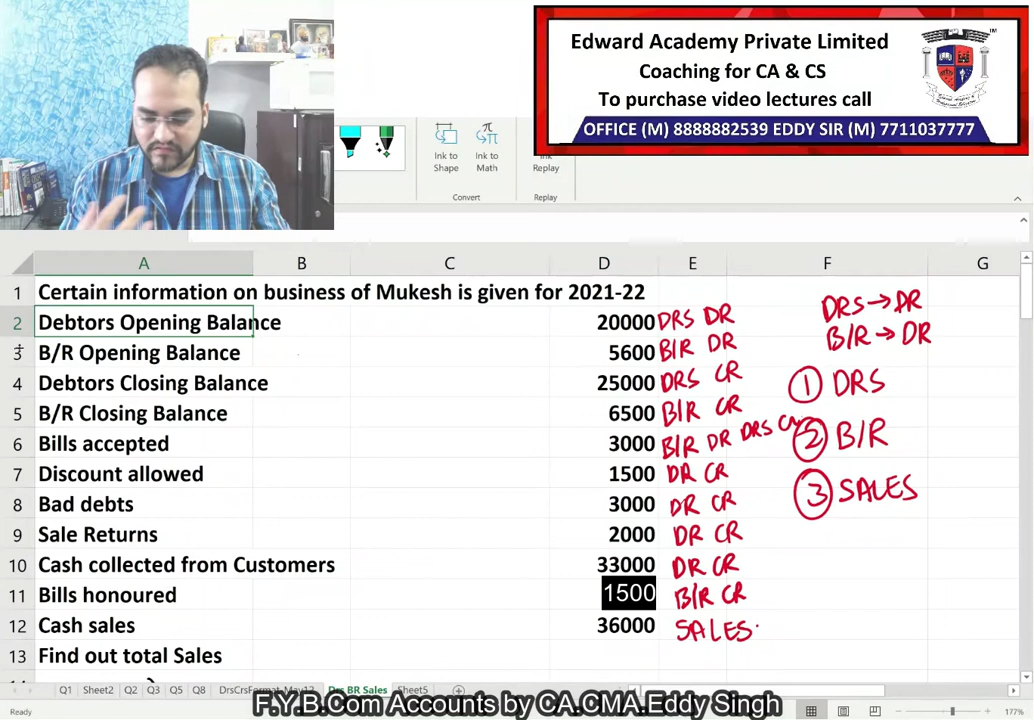 Edward Academy Private Limited
Coaching for CA & CS
To purchase video lectures call
OFFICE (M) 8888882539 EDDY SIR (M) 7711037777
TM
Ink to Shape
Ink to Math
Ink Replay
Convert
Replay
A B C D E F G
1 Certain information on business of Mukesh is given for 2021-22
2 Debtors Opening Balance 20000 DRS DR
3 B/R Opening Balance 5600 B/R DR
4 Debtors Closing Balance 25000 DRS CR
5 B/R Closing Balance 6500 B/R CR
6 Bills accepted 3000 B/R DR DRS CR
7 Discount allowed 1500 DR CR
8 Bad debts 3000 DR CR
9 Sale Returns 2000 DR CR
10 Cash collected from Customers 33000 DR CR
11 Bills honoured 1500 B/R CR
12 Cash sales 36000 SALES
13 Find out total Sales
DRS → DR
B/R → DR
1 DRS
2 B/R
3 SALES
Q1 Sheet2 Q2 Q3 Q5 Q8 DrsCrsFormat-May12 Drs BR Sales Sheet5
F.Y.B.Com Accounts by CA.CMA.Eddy Singh
Ready
177%